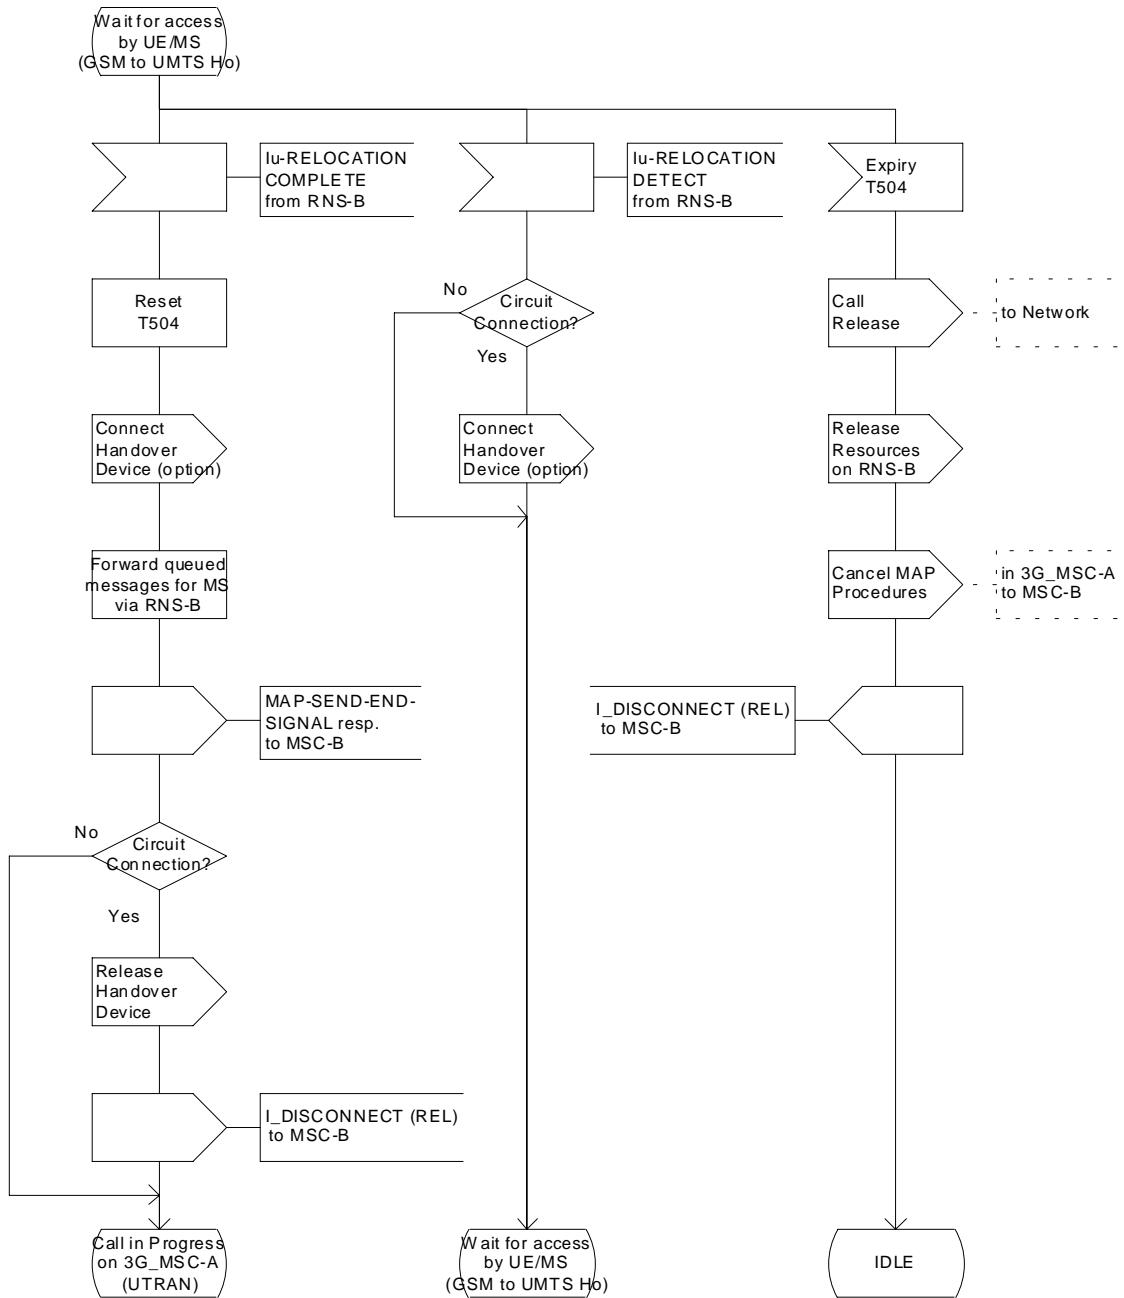 Wait for access
by UE/MS
(GSM to UMTS Ho)
Iu-RELOCATION
COMPLETE
from RNS-B
Iu-RELOCATION
DETECT
from RNS-B
Expiry
T504
Reset
T504
No
Circuit
Connection?
Yes
Call
Release
to Network
Connect
Handover
Device (option)
Connect
Handover
Device (option)
Release
Resources
on RNS-B
Forward queued
messages for MS
via RNS-B
Cancel MAP
Procedures
in 3G_MSC-A
to MSC-B
MAP-SEND-END-
SIGNAL resp.
to MSC-B
I_DISCONNECT (REL)
to MSC-B
No
Circuit
Connection?
Yes
Release
Handover
Device
I_DISCONNECT (REL)
to MSC-B
Call in Progress
on 3G_MSC-A
(UTRAN)
Wait for access
by UE/MS
(GSM to UMTS Ho)
IDLE